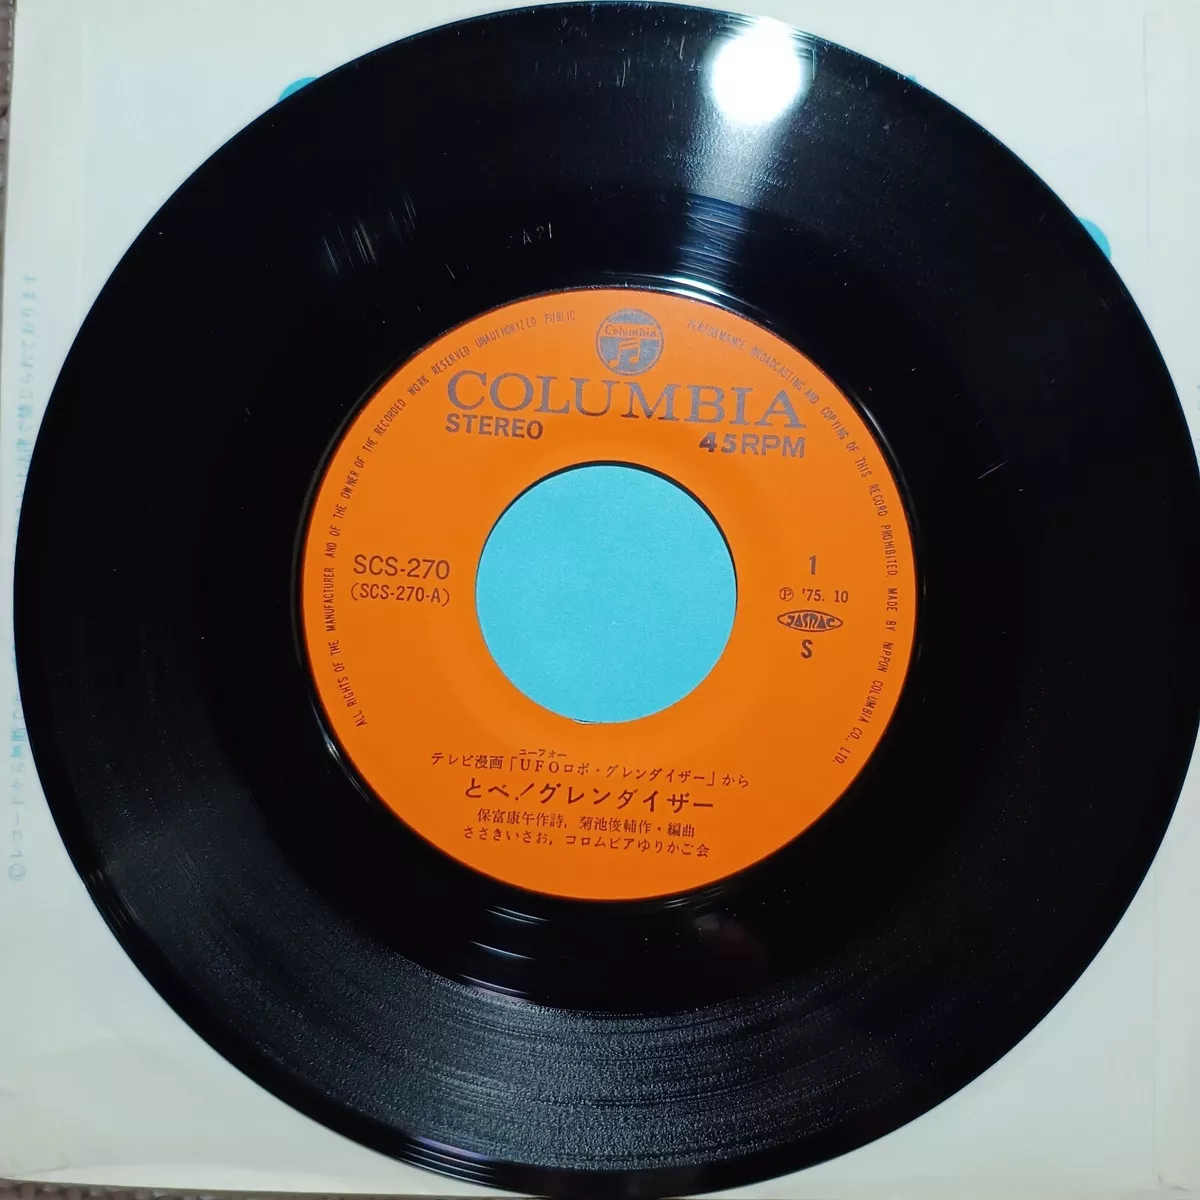 Columbia
COLUMBIA
STEREO
45RPM
SCS-270
(SCS-270-A)
1
Ⓟ '75. 10
JASRAC
S
ユーフォー
テレビ漫画「UFOロボ・グレンダイザー」から
とべ!グレンダイザー
保富康午作詩, 菊池俊輔作・編曲
ささきいさお, コロムビアゆりかご会
ALL RIGHTS OF THE MANUFACTURER AND OF THE OWNER OF THE RECORDED WORK RESERVED UNAUTHORIZED PUBLIC PERFORMANCE BROADCASTING AND COPYING OF THIS RECORD PROHIBITED. MADE BY NIPPON COLUMBIA CO., LTD.